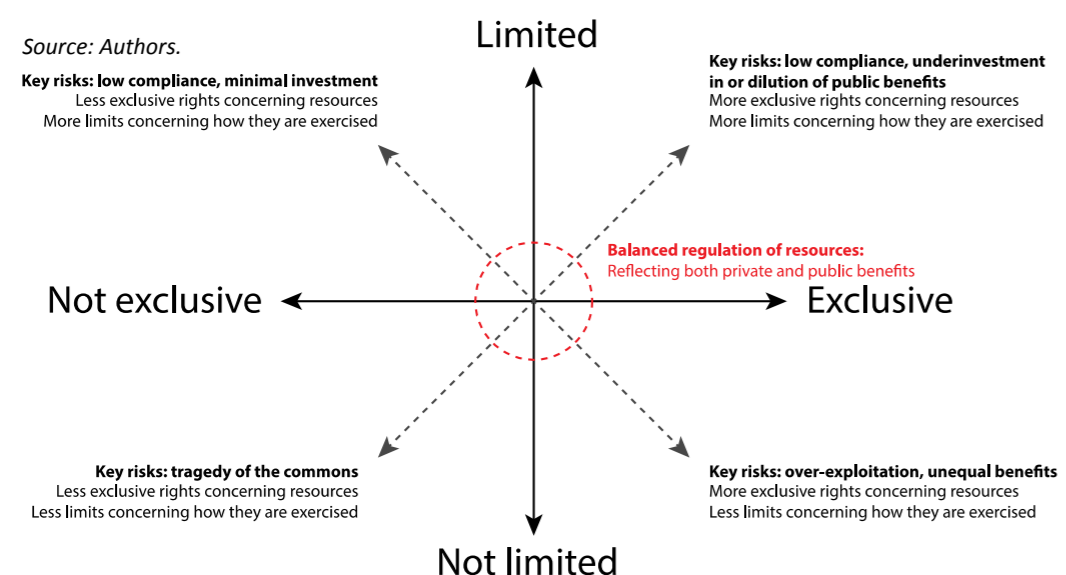 Limited
Source: Authors.
Key risks: low compliance, minimal investment
Less exclusive rights concerning resources
More limits concerning how they are exercised
Key risks: low compliance, underinvestment
in or dilution of public benefits
More exclusive rights concerning resources
More limits concerning how they are exercised
Balanced regulation of resources:
Reflecting both private and public benefits
Not exclusive
Exclusive
Key risks: tragedy of the commons
Less exclusive rights concerning resources
Less limits concerning how they are exercised
Key risks: over-exploitation, unequal benefits
More exclusive rights concerning resources
Less limits concerning how they are exercised
Not limited